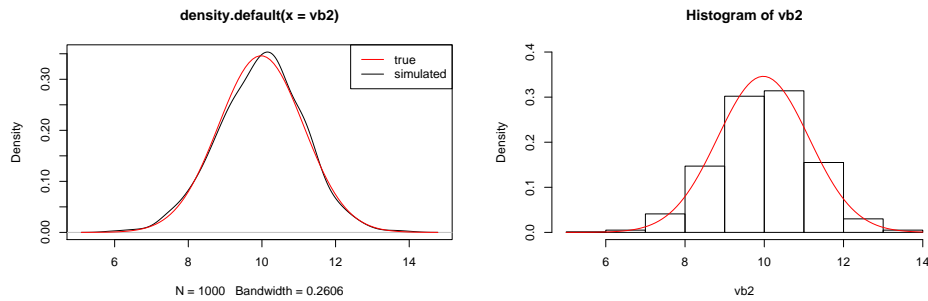 density.default(x = vb2)
Density
0.00
0.10
0.20
0.30
true
simulated
6
8
10
12
14
N = 1000   Bandwidth = 0.2606
Histogram of vb2
Density
0.0
0.1
0.2
0.3
0.4
6
8
10
12
14
vb2